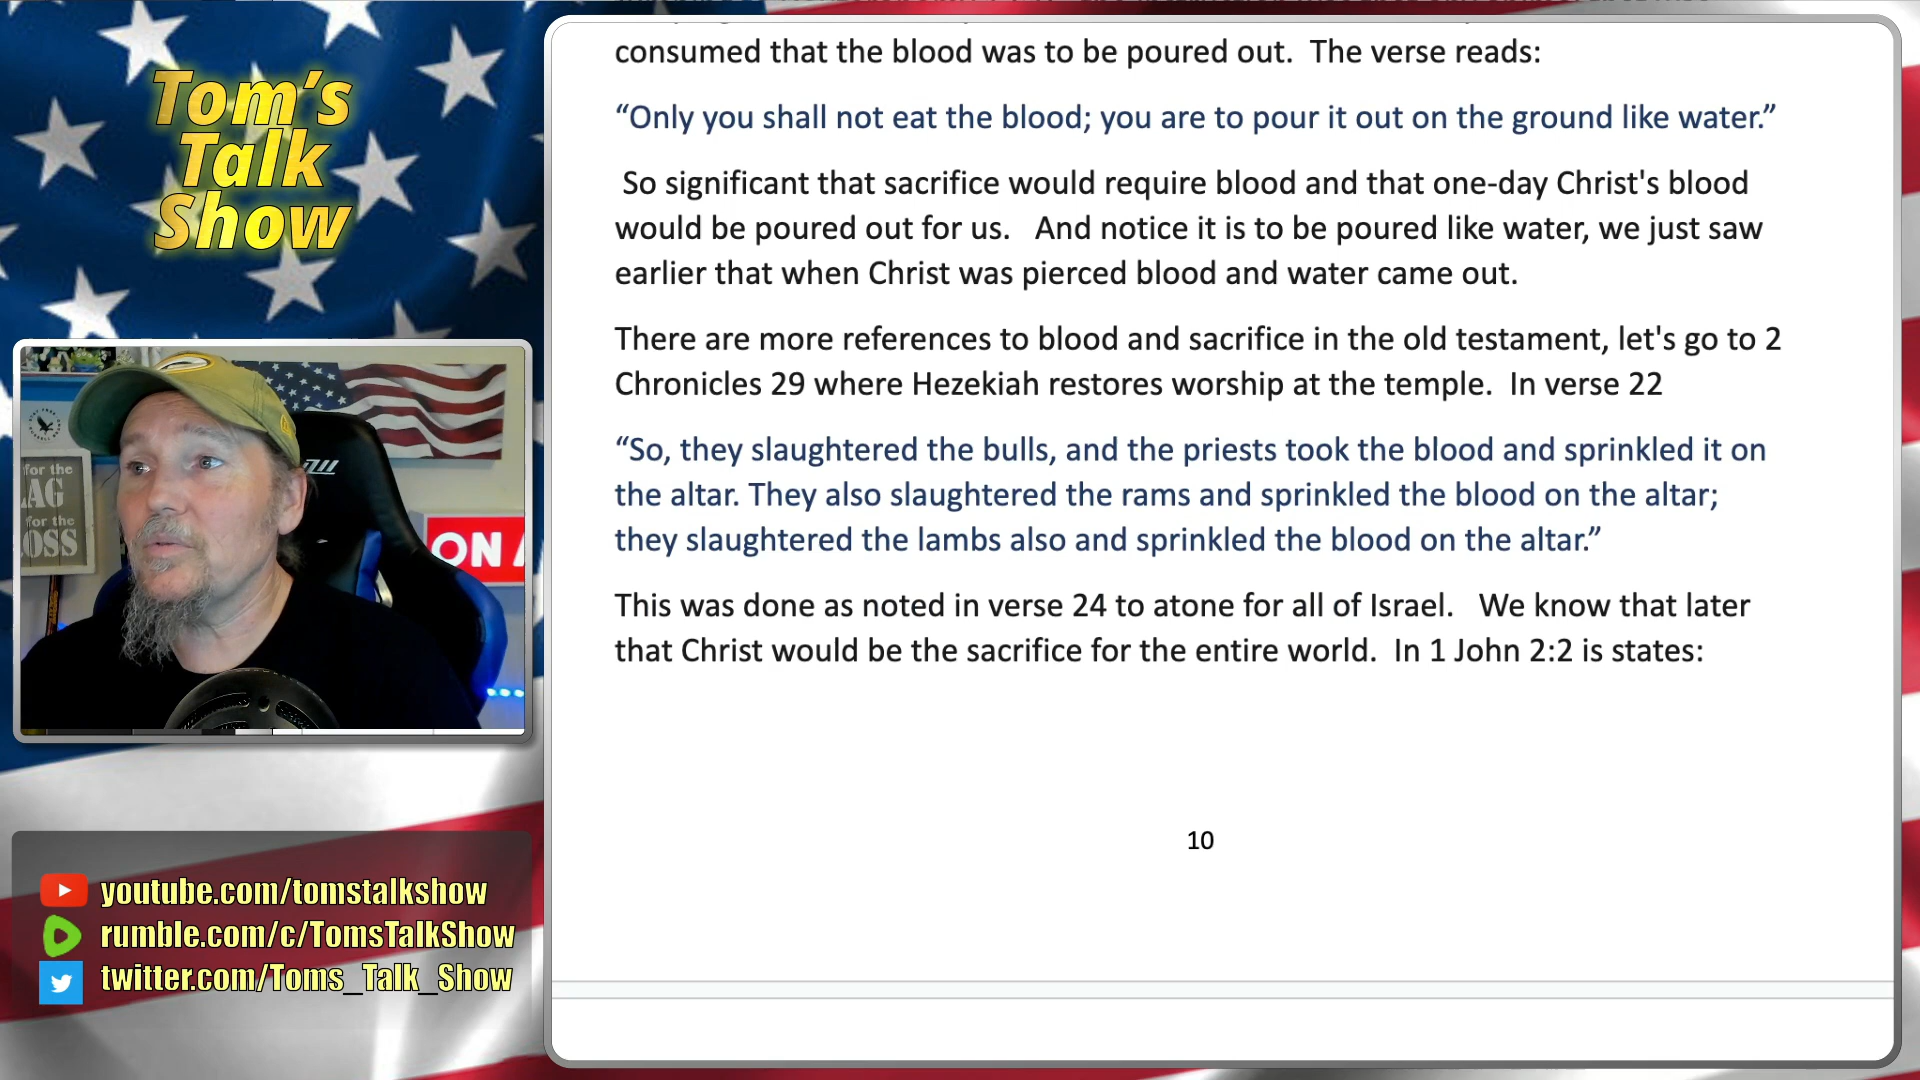 Tom's
Talk
Show
for the
AG
for the
OSS
ON A
youtube.com/tomstalkshow
rumble.com/c/TomsTalkShow
twitter.com/Toms_Talk_Show
consumed that the blood was to be poured out.  The verse reads:
“Only you shall not eat the blood; you are to pour it out on the ground like water.”
So significant that sacrifice would require blood and that one-day Christ's blood
would be poured out for us.   And notice it is to be poured like water, we just saw
earlier that when Christ was pierced blood and water came out.
There are more references to blood and sacrifice in the old testament, let's go to 2
Chronicles 29 where Hezekiah restores worship at the temple.  In verse 22
“So, they slaughtered the bulls, and the priests took the blood and sprinkled it on
the altar. They also slaughtered the rams and sprinkled the blood on the altar;
they slaughtered the lambs also and sprinkled the blood on the altar.”
This was done as noted in verse 24 to atone for all of Israel.   We know that later
that Christ would be the sacrifice for the entire world.  In 1 John 2:2 is states:
10